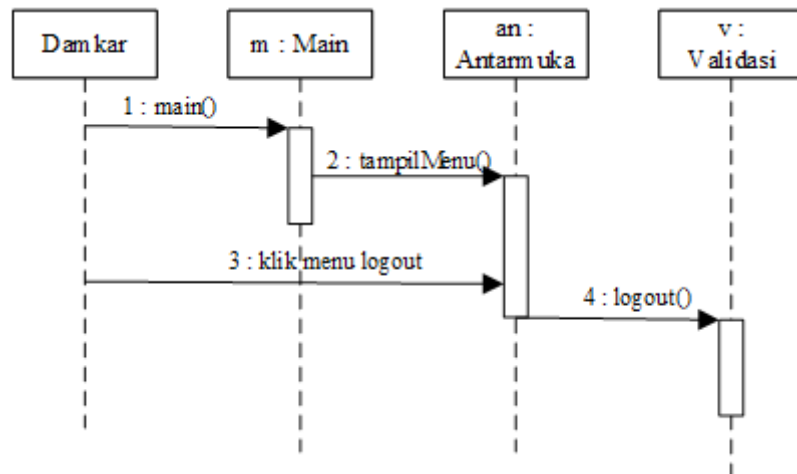 Damkar
m : Main
an :
Antarmuka
v :
Validasi
1 : main()
2 : tampilMenu()
3 : klik menu logout
4 : logout()